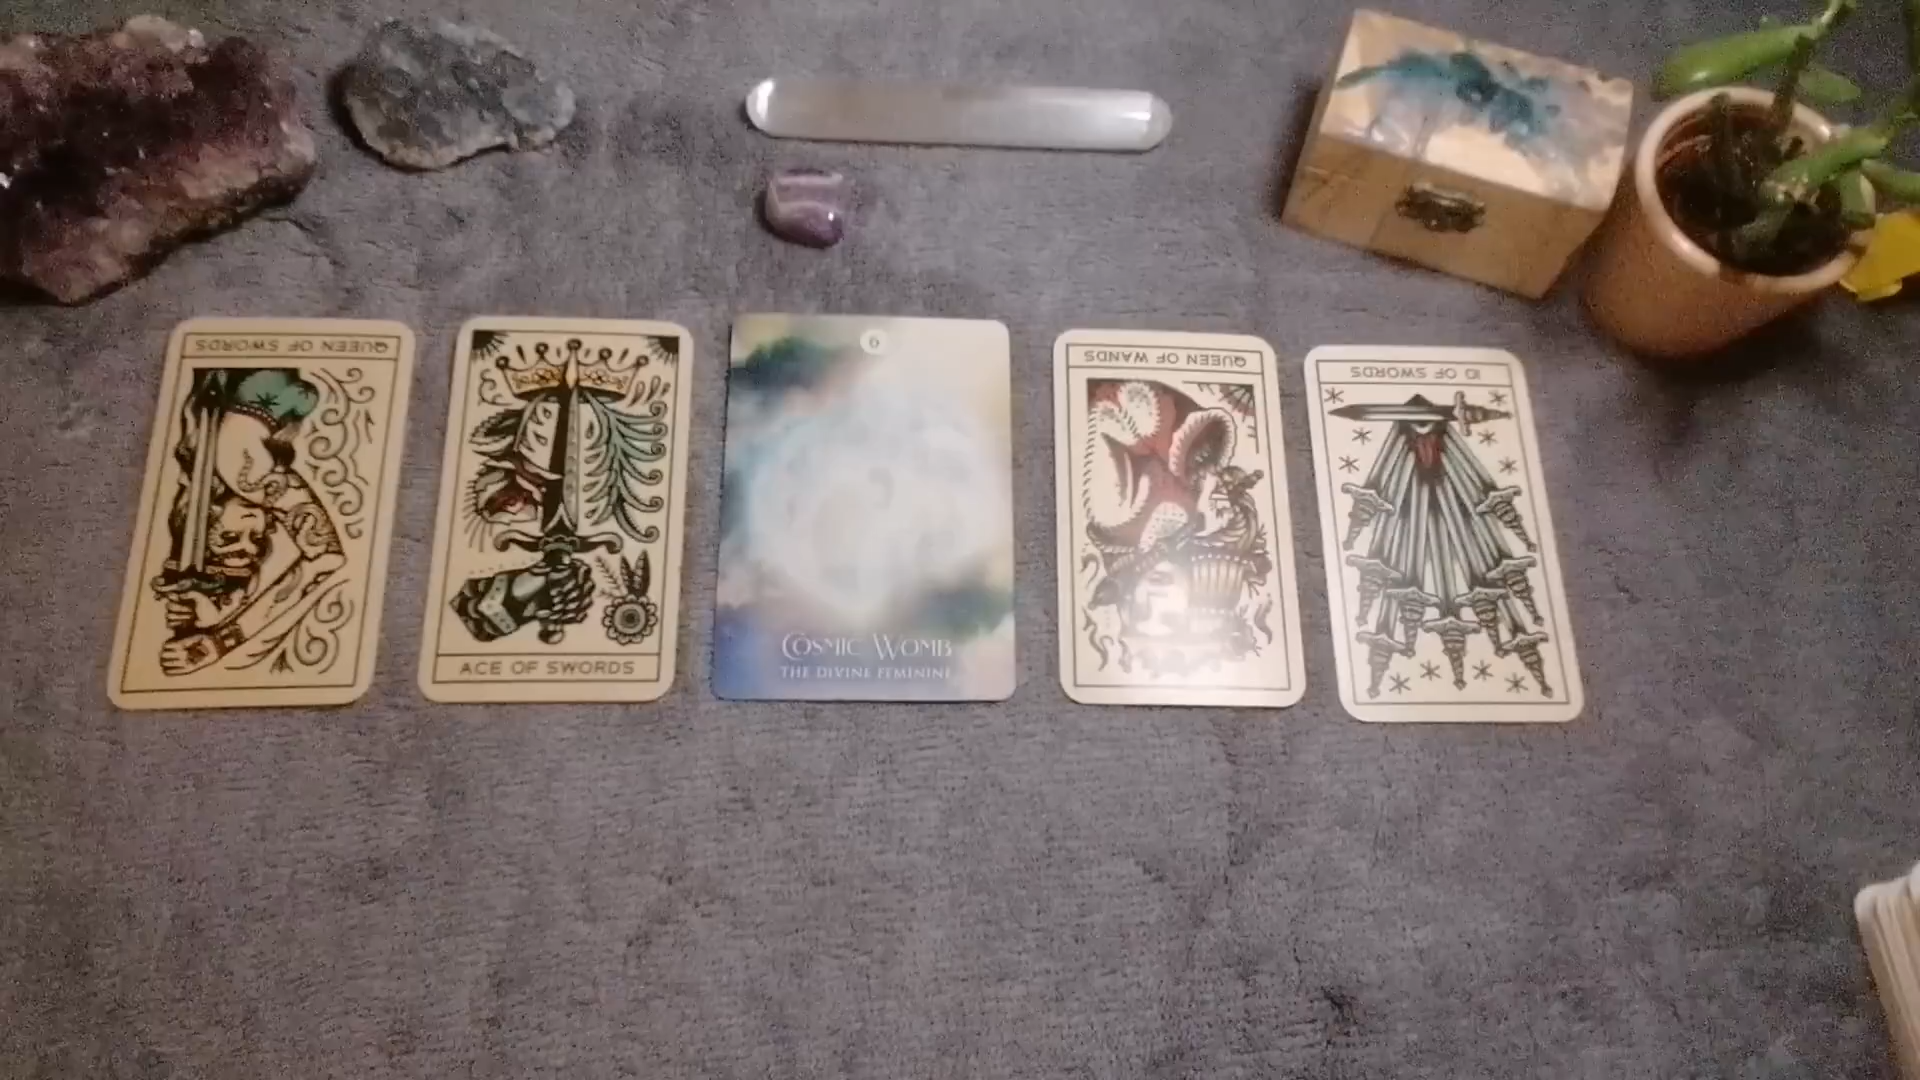 QUEEN OF SWORDS
ACE OF SWORDS
COSMIC WOMB
THE DIVINE FEMININE
QUEEN OF WANDS
10 OF SWORDS